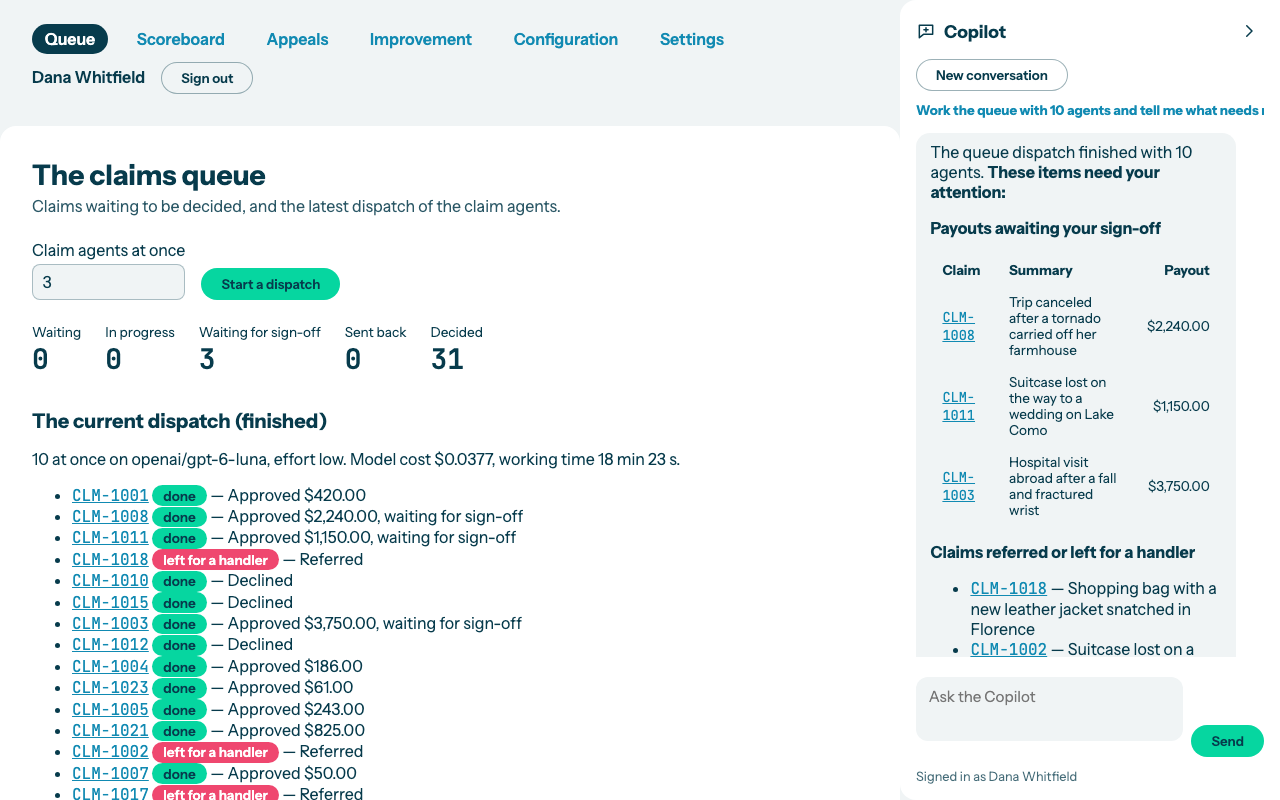 Queue Scoreboard Appeals Improvement Configuration Settings
Dana Whitfield Sign out
The claims queue
Claims waiting to be decided, and the latest dispatch of the claim agents.
Claim agents at once
3 Start a dispatch
Waiting In progress Waiting for sign-off Sent back Decided
0 0 3 0 31
The current dispatch (finished)
10 at once on openai/gpt-6-luna, effort low. Model cost $0.0377, working time 18 min 23 s.
CLM-1001 done — Approved $420.00
CLM-1008 done — Approved $2,240.00, waiting for sign-off
CLM-1011 done — Approved $1,150.00, waiting for sign-off
CLM-1018 left for a handler — Referred
CLM-1010 done — Declined
CLM-1015 done — Declined
CLM-1003 done — Approved $3,750.00, waiting for sign-off
CLM-1012 done — Declined
CLM-1004 done — Approved $186.00
CLM-1023 done — Approved $61.00
CLM-1005 done — Approved $243.00
CLM-1021 done — Approved $825.00
CLM-1002 left for a handler — Referred
CLM-1007 done — Approved $50.00
CLM-1017 left for a handler — Referred
Copilot
New conversation
Work the queue with 10 agents and tell me what needs
The queue dispatch finished with 10
agents. These items need your
attention:
Payouts awaiting your sign-off
Claim Summary Payout
CLM-1008 Trip canceled
after a tornado
carried off her
farmhouse
$2,240.00
CLM-1011 Suitcase lost on
the way to a
wedding on Lake
Como
$1,150.00
CLM-1003 Hospital visit
abroad after a fall
and fractured
wrist
$3,750.00
Claims referred or left for a handler
CLM-1018 — Shopping bag with a
new leather jacket snatched in
Florence
CLM-1002 — Suitcase lost on a
Ask the Copilot
Send
Signed in as Dana Whitfield